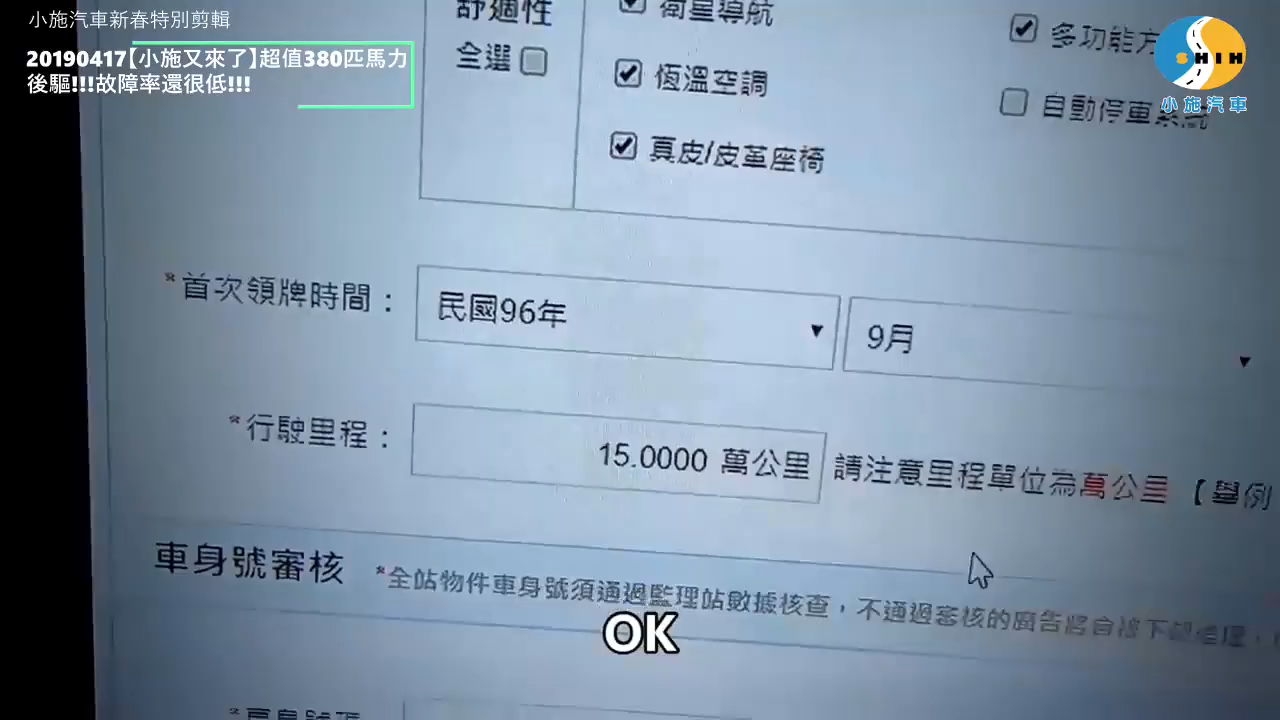 小施汽車新春特別剪輯
20190417【小施又來了】超值380匹馬力
後驅!!!故障率還很低!!!
SHIH
小施汽車
舒適性
全選
衛星導航
多功能方
恆溫空調
自動停車系統
真皮/皮革座椅
*首次領牌時間：
民國96年
9月
*行駛里程：
15.0000 萬公里
請注意里程單位為萬公里 【舉例
車身號審核
*全站物件車身號須通過監理站數據核查，不通過審核的廣告將會
OK